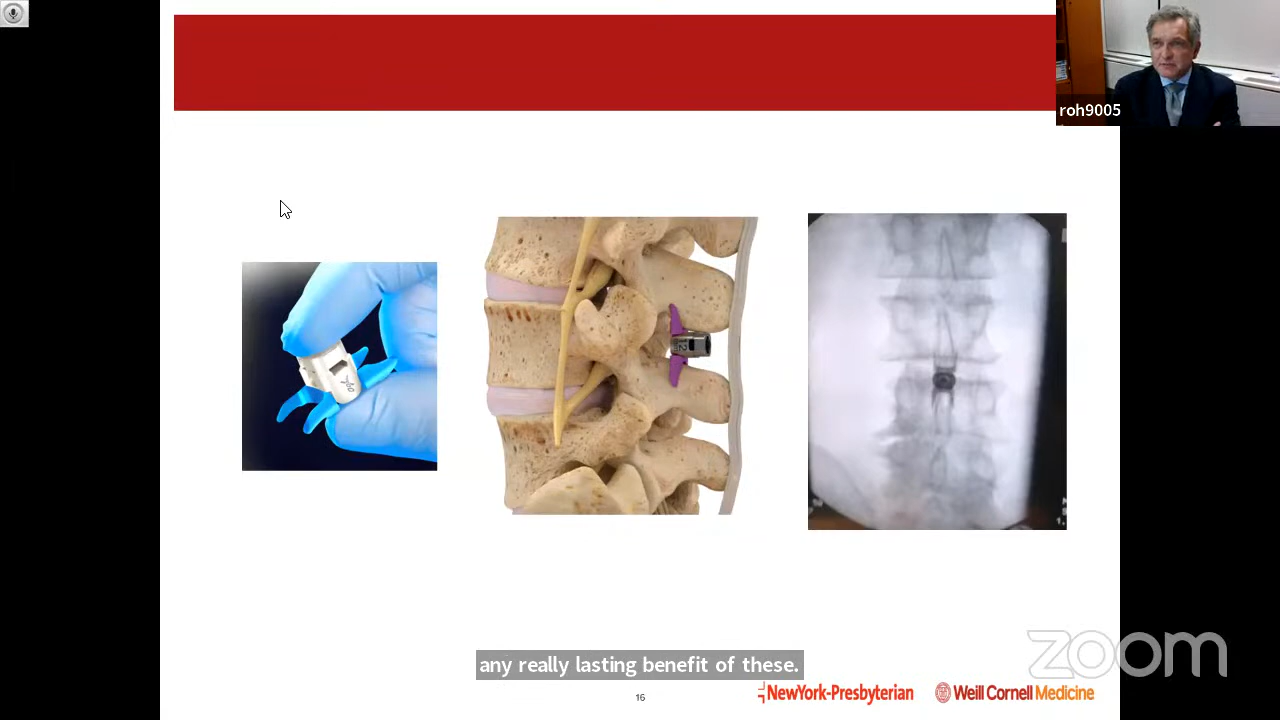 roh9005
any really lasting benefit of these.
16
NewYork-Presbyterian
Weill Cornell Medicine
zoom